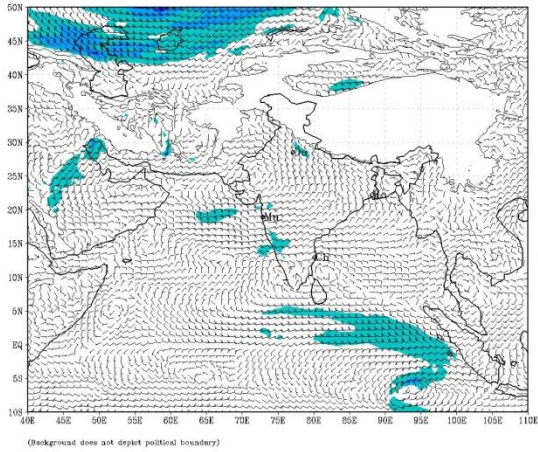 50N
45N
40N
35N
30N
25N
20N
15N
10N
5N
EQ
5S
10S
40E 45E 50E 55E 60E 65E 70E 75E 80E 85E 90E 95E 100E 105E 110E
Mu
Ch
(Background does not depict political boundary)